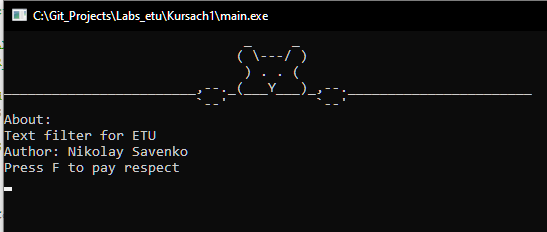 C:\Git_Projects\Labs_etu\Kursach1\main.exe
About:
Text filter for ETU
Author: Nikolay Savenko
Press F to pay respect